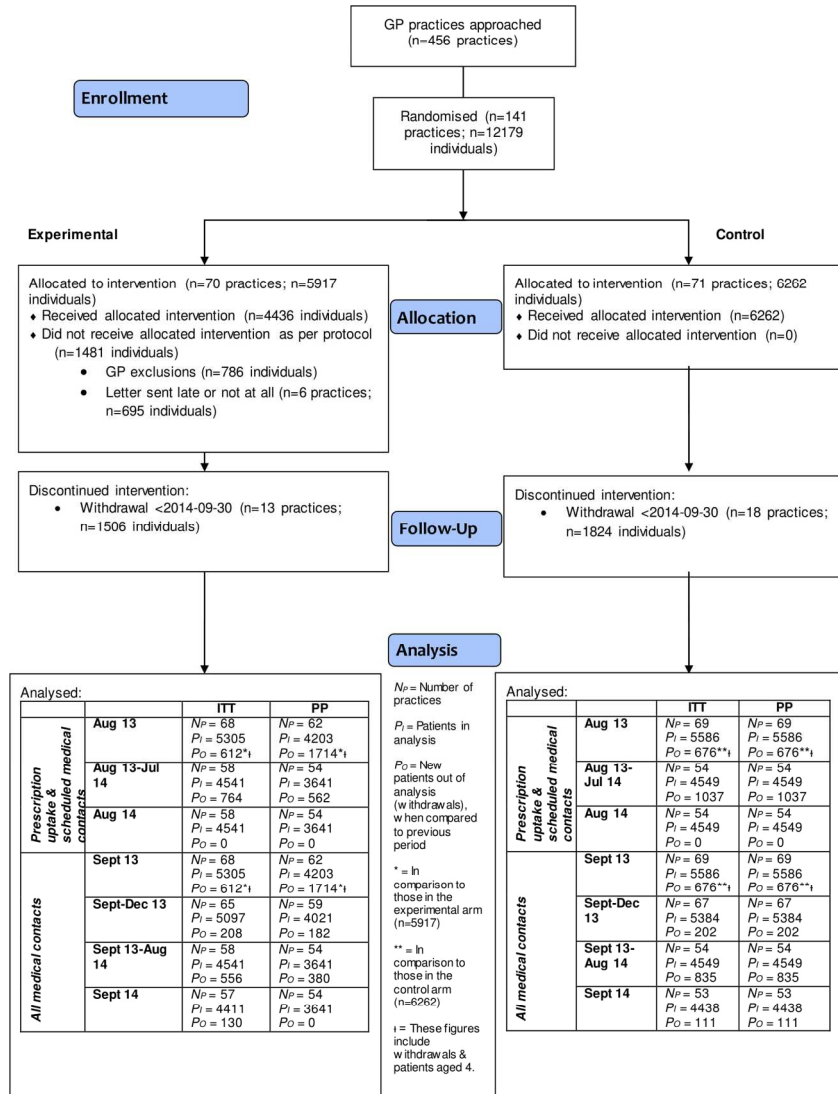 GP practices approached
(n=456 practices)
Enrollment
Randomised (n=141
practices; n=12179
individuals)
Experimental
Control
Allocated to intervention (n=70 practices; n=5917
individuals)
♦ Received allocated intervention (n=4436 individuals)
♦ Did not receive allocated intervention as per protocol
(n=1481 individuals)
• GP exclusions (n=786 individuals)
• Letter sent late or not at all (n=6 practices;
n=695 individuals)
Allocation
Allocated to intervention (n=71 practices; 6262
individuals)
♦ Received allocated intervention (n=6262)
♦ Did not receive allocated intervention (n=0)
Discontinued intervention:
• Withdrawal <2014-09-30 (n=13 practices;
n=1506 individuals)
Follow-Up
Discontinued intervention:
• Withdrawal <2014-09-30 (n=18 practices;
n=1824 individuals)
Analysis
Analysed:
ITT PP
Prescription
uptake &
scheduled medical
contacts
Aug 13 NP = 68 NP = 62
PI = 5305 PI = 4203
PO = 612*ƚ PO = 1714*ƚ
Aug 13-Jul NP = 58 NP = 54
14 PI = 4541 PI = 3641
PO = 764 PO = 562
Aug 14 NP = 58 NP = 54
PI = 4541 PI = 3641
PO = 0 PO = 0
All medical contacts
Sept 13 NP = 68 NP = 62
PI = 5305 PI = 4203
PO = 612*ƚ PO = 1714*ƚ
Sept-Dec 13 NP = 65 NP = 59
PI = 5097 PI = 4021
PO = 208 PO = 182
Sept 13-Aug NP = 58 NP = 54
14 PI = 4541 PI = 3641
PO = 556 PO = 380
Sept 14 NP = 57 NP = 54
PI = 4411 PI = 3641
PO = 130 PO = 0
NP = Number of
practices
PI = Patients in
analysis
PO = New
patients out of
analysis
(withdrawals),
when compared
to previous
period
* = In
comparison to
those in the
experimental arm
(n=5917)
** = In
comparison to
those in the
control arm
(n=6262)
ƚ = These figures
include
withdrawals &
patients aged 4.
Analysed:
ITT PP
Prescription
uptake &
scheduled medical
contacts
Aug 13 NP = 69 NP = 69
PI = 5586 PI = 5586
PO = 676**ƚ PO = 676**ƚ
Aug 13- NP = 54 NP = 54
Jul 14 PI = 4549 PI = 4549
PO = 1037 PO = 1037
Aug 14 NP = 54 NP = 54
PI = 4549 PI = 4549
PO = 0 PO = 0
All medical contacts
Sept 13 NP = 69 NP = 69
PI = 5586 PI = 5586
PO = 676**ƚ PO = 676**ƚ
Sept-Dec NP = 67 NP = 67
13 PI = 5384 PI = 5384
PO = 202 PO = 202
Sept 13- NP = 54 NP = 54
Aug 14 PI = 4549 PI = 4549
PO = 835 PO = 835
Sept 14 NP = 53 NP = 53
PI = 4438 PI = 4438
PO = 111 PO = 111